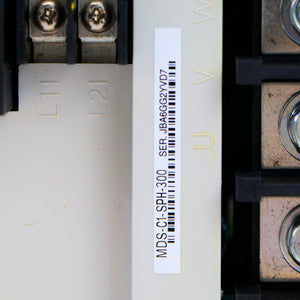 L11
L21
U V W
SER. JBA6GG2YVD7
MDS-C1-SPH-300